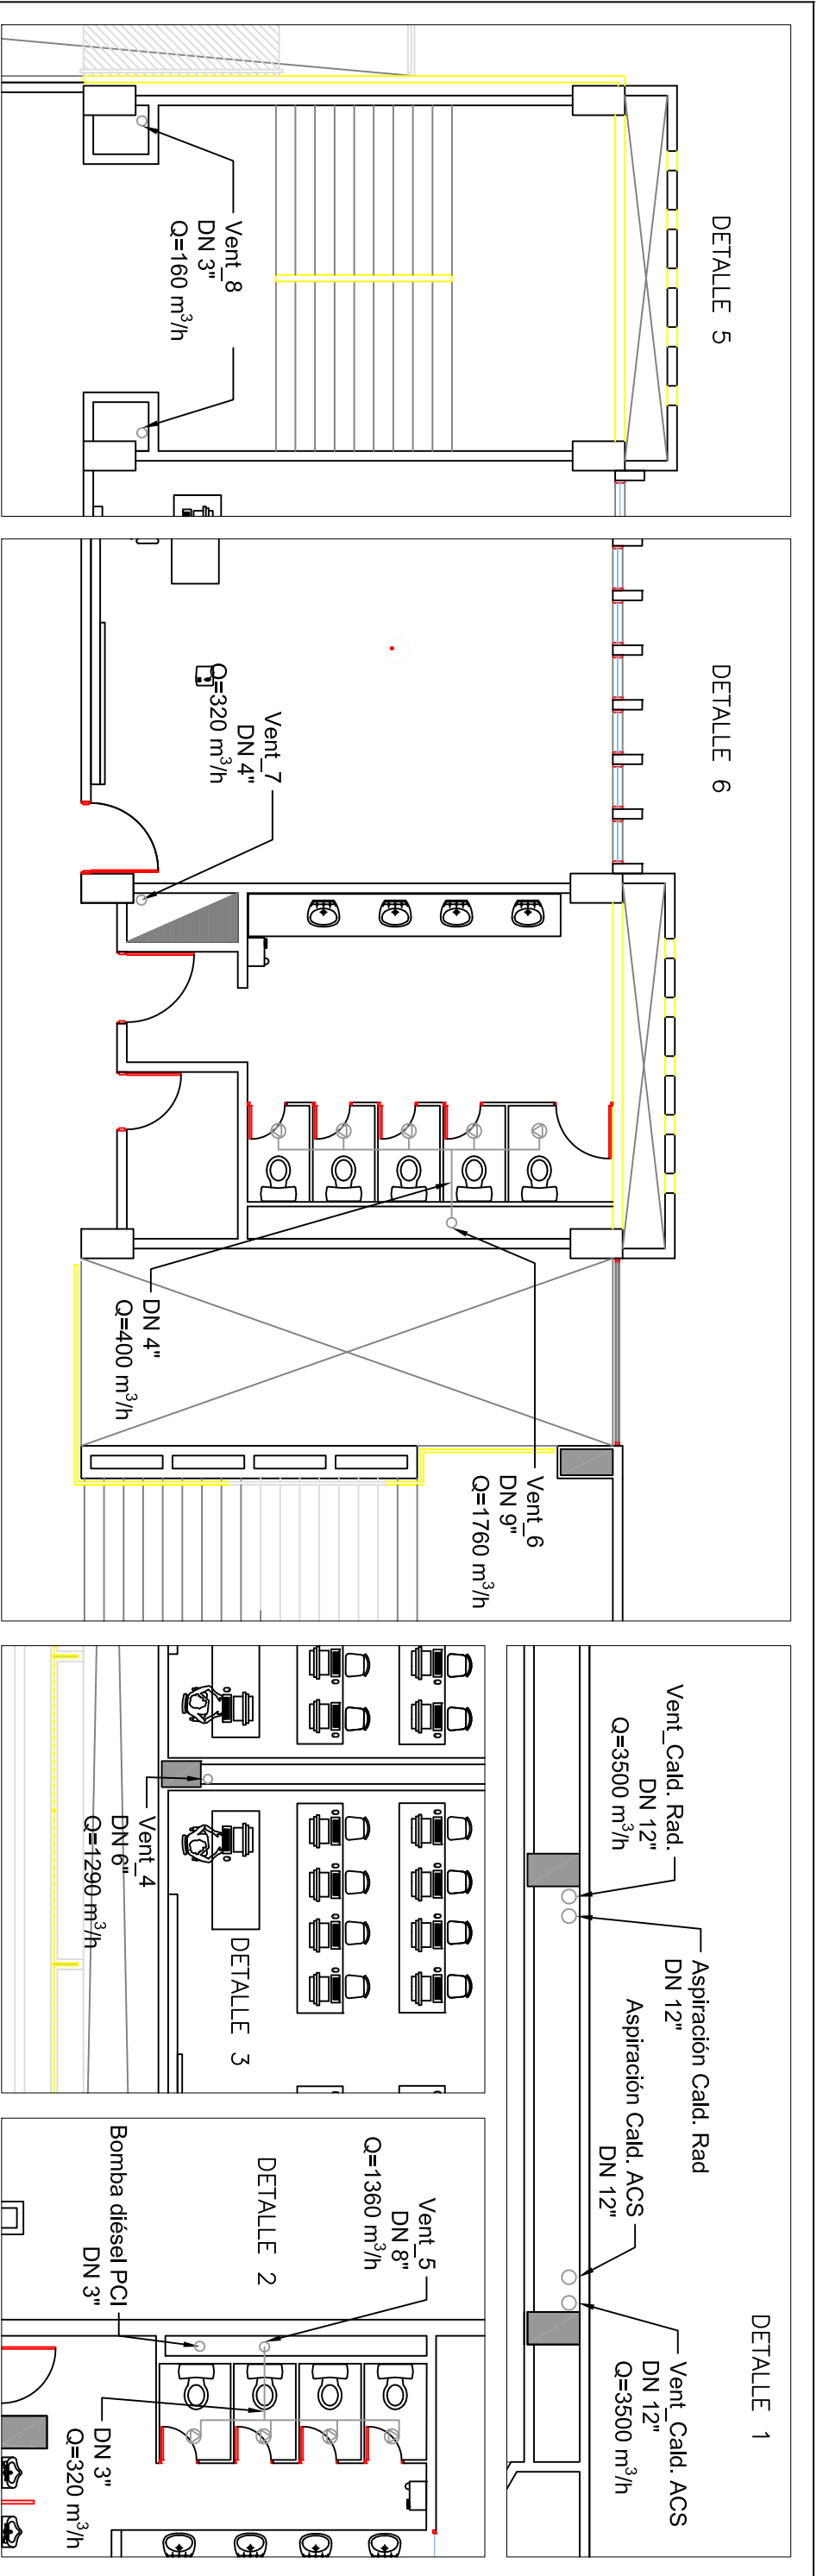 DETALLE 5
Vent_8
DN 3"
Q=160 m³/h
DETALLE 6
Vent_7
DN 4"
Q=320 m³/h
DN 4"
Q=400 m³/h
Vent_6
DN 9"
Q=1760 m³/h
DETALLE 1
Vent_Cald. Rad.
DN 12"
Q=3500 m³/h
Aspiración Cald. Rad
DN 12"
Aspiración Cald. ACS
DN 12"
Vent_Cald. ACS
DN 12"
Q=3500 m³/h
DETALLE 3
Vent_4
DN 6"
Q=1290 m³/h
DETALLE 2
Vent_5
DN 8"
Q=1360 m³/h
Bomba diésel PCI
DN 3"
DN 3"
Q=320 m³/h